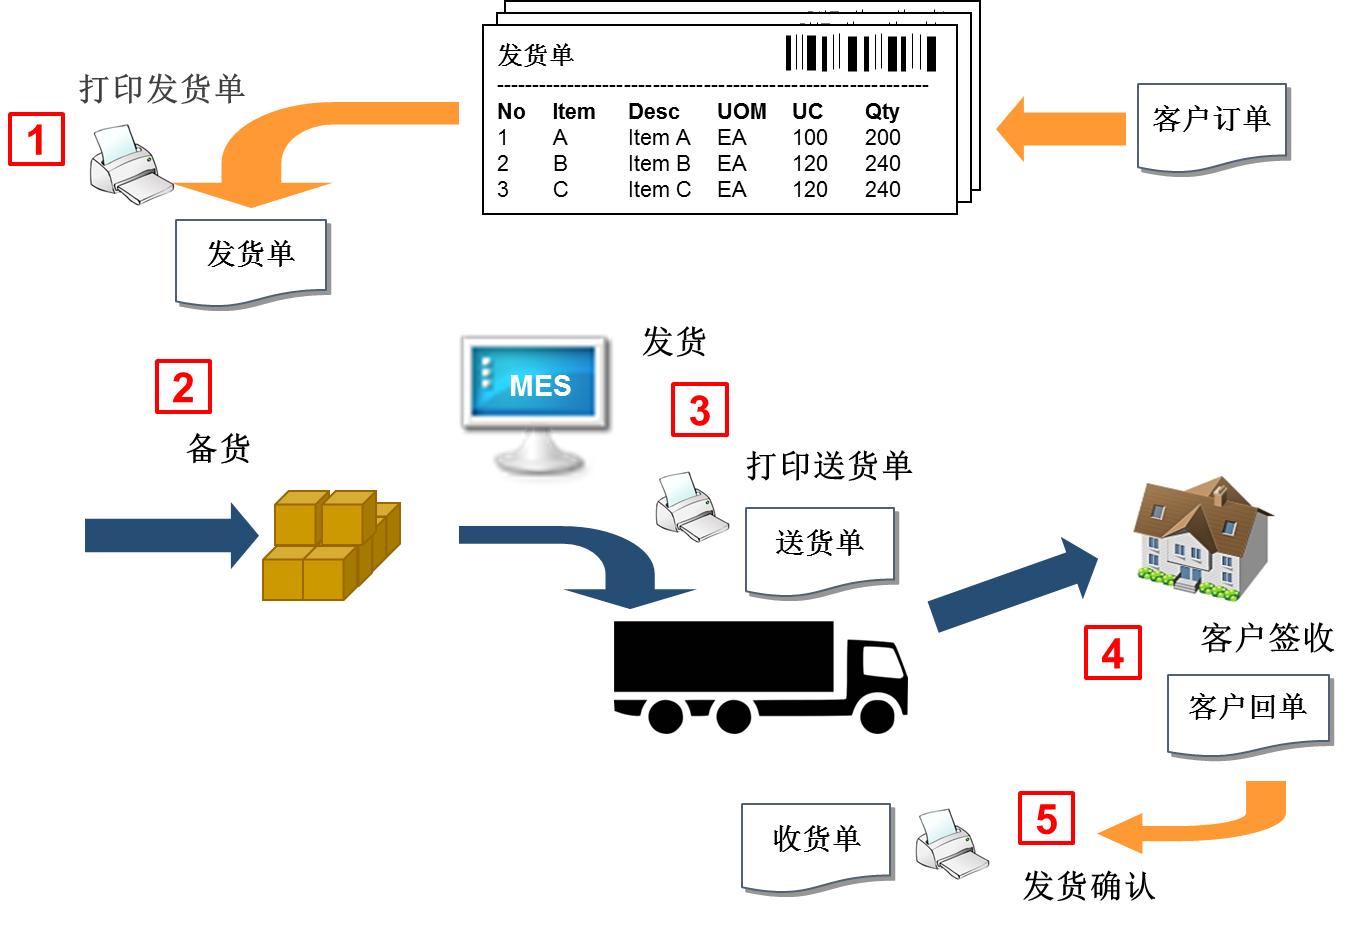 打印发货单
1
发货单
No Item Desc UOM UC Qty
1 A Item A EA 100 200
2 B Item B EA 120 240
3 C Item C EA 120 240
客户订单
发货单
2
备货
MES
发货
3
打印送货单
送货单
4
客户签收
客户回单
5
发货确认
收货单